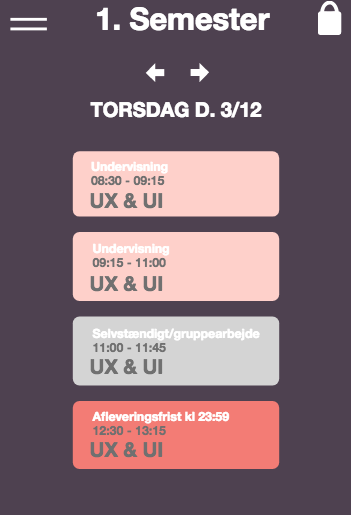 1. Semester
TORSDAG D. 3/12
Undervisning
08:30 - 09:15
UX & UI
Undervisning
09:15 - 11:00
UX & UI
Selvstændigt/gruppearbejde
11:00 - 11:45
UX & UI
Afleveringsfrist kl 23:59
12:30 - 13:15
UX & UI